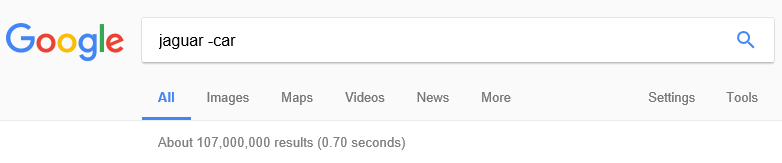 Google jaguar -car
All Images Maps Videos News More Settings Tools
About 107,000,000 results (0.70 seconds)